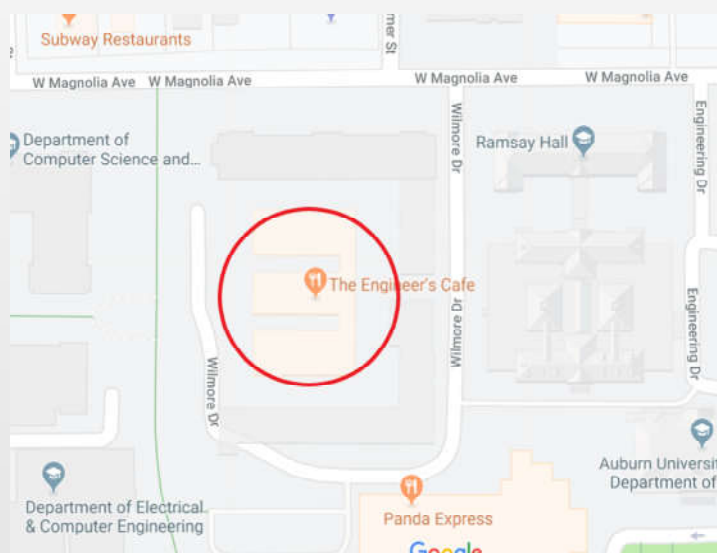 Subway Restaurants
W Magnolia Ave
W Magnolia Ave
W Magnolia Ave
W Magnolia Ave
Department of
Computer Science and...
Wilmore Dr
Ramsay Hall
Engineering Dr
The Engineer's Cafe
Wilmore Dr
Engineering Dr
Wilmore Dr
Department of Electrical
& Computer Engineering
Panda Express
Auburn Universit
Department of
Google